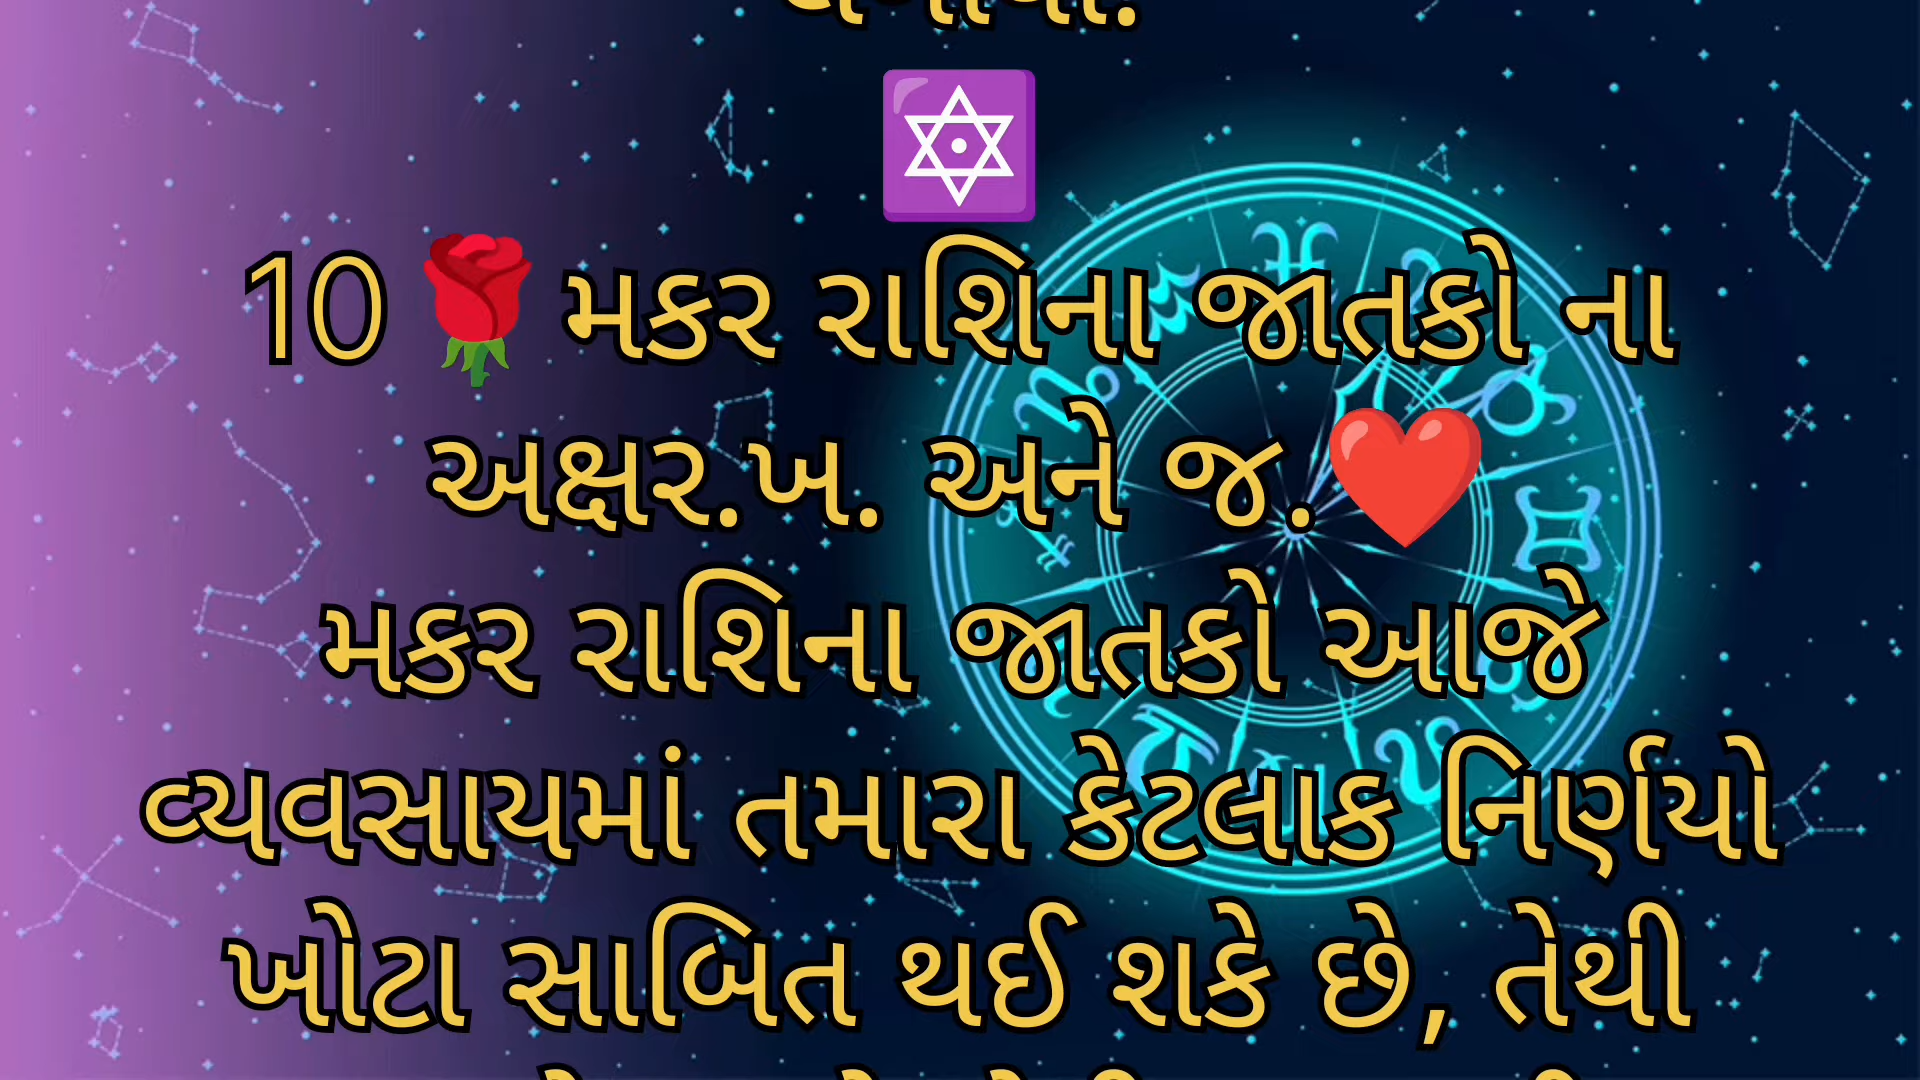 10🌹મકર રાશિના જાતકો ના
અક્ષર.ખ. અને જ.❤️
મકર રાશિના જાતકો આજે
વ્યવસાયમાં તમારા કેટલાક નિર્ણયો
ખોટા સાબિત થઈ શકે છે, તેથી